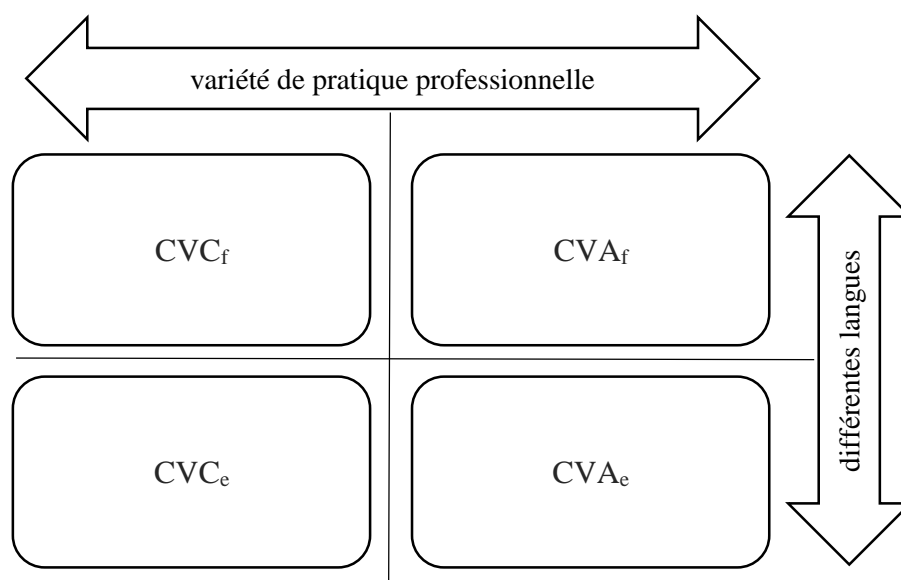 variété de pratique professionnelle
CVCf
CVAf
différentes langues
CVCe
CVAe